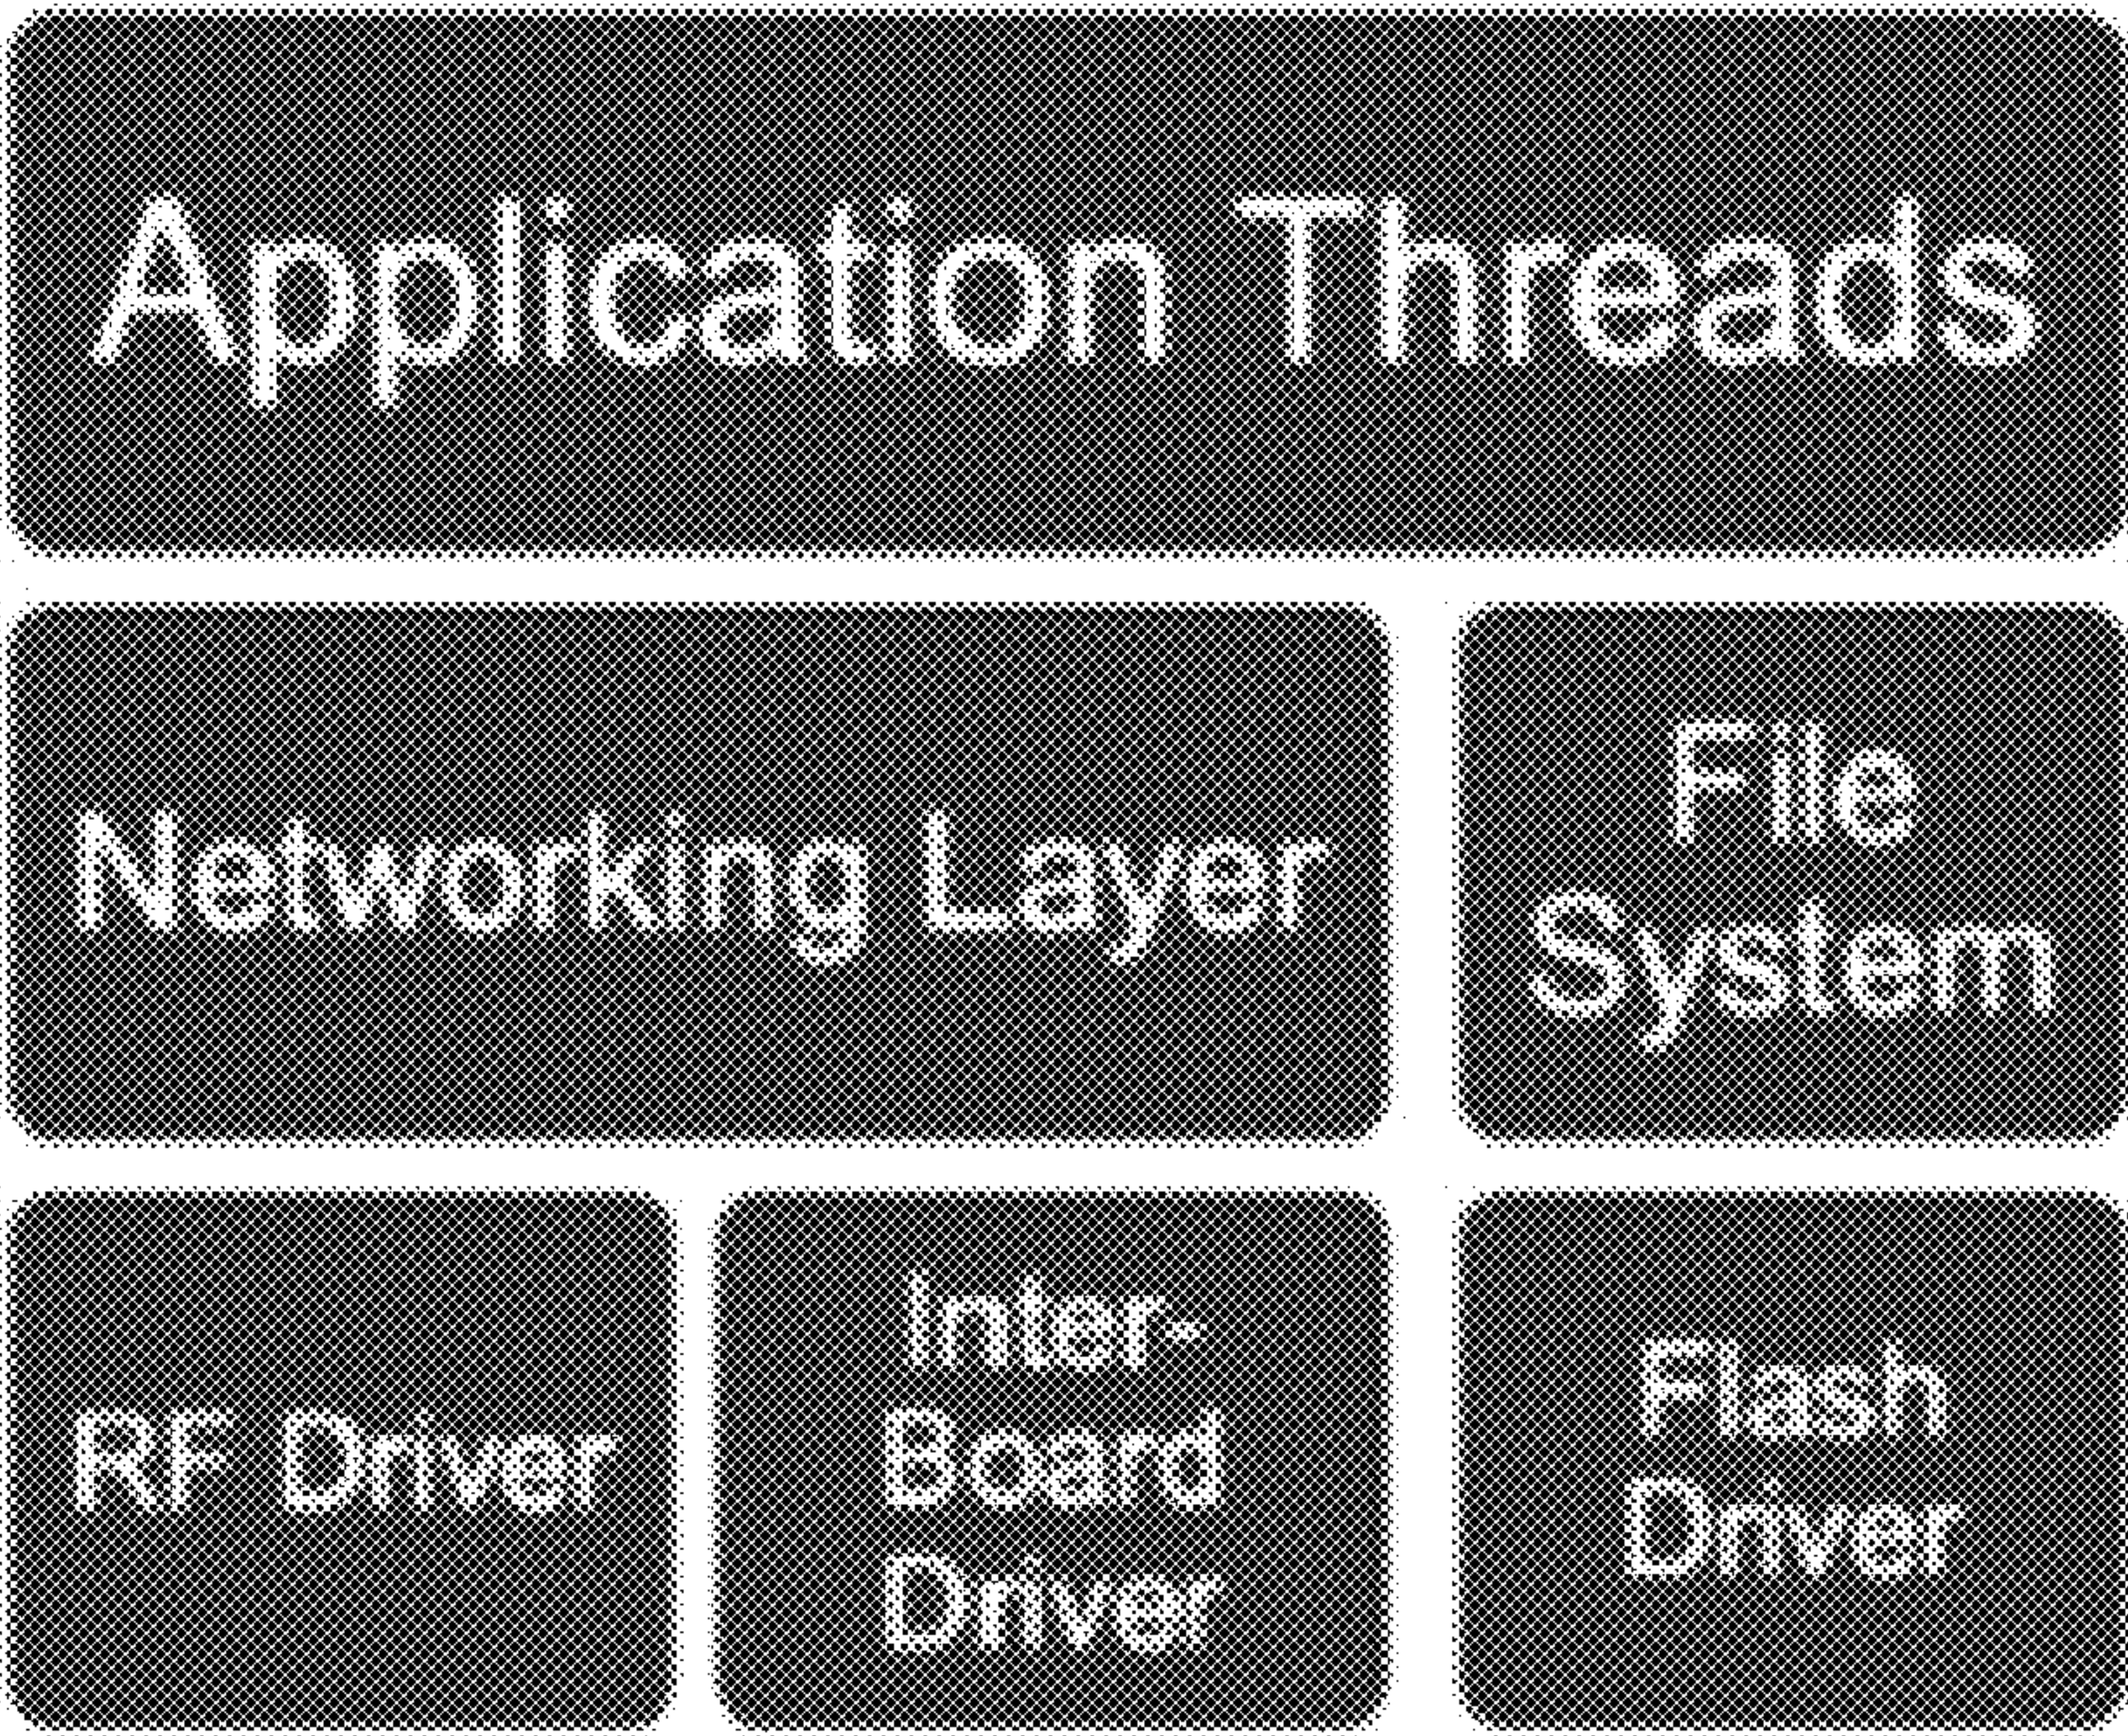 Application Threads
Networking Layer
File
System
RF Driver
Inter-
Board
Driver
Flash
Driver